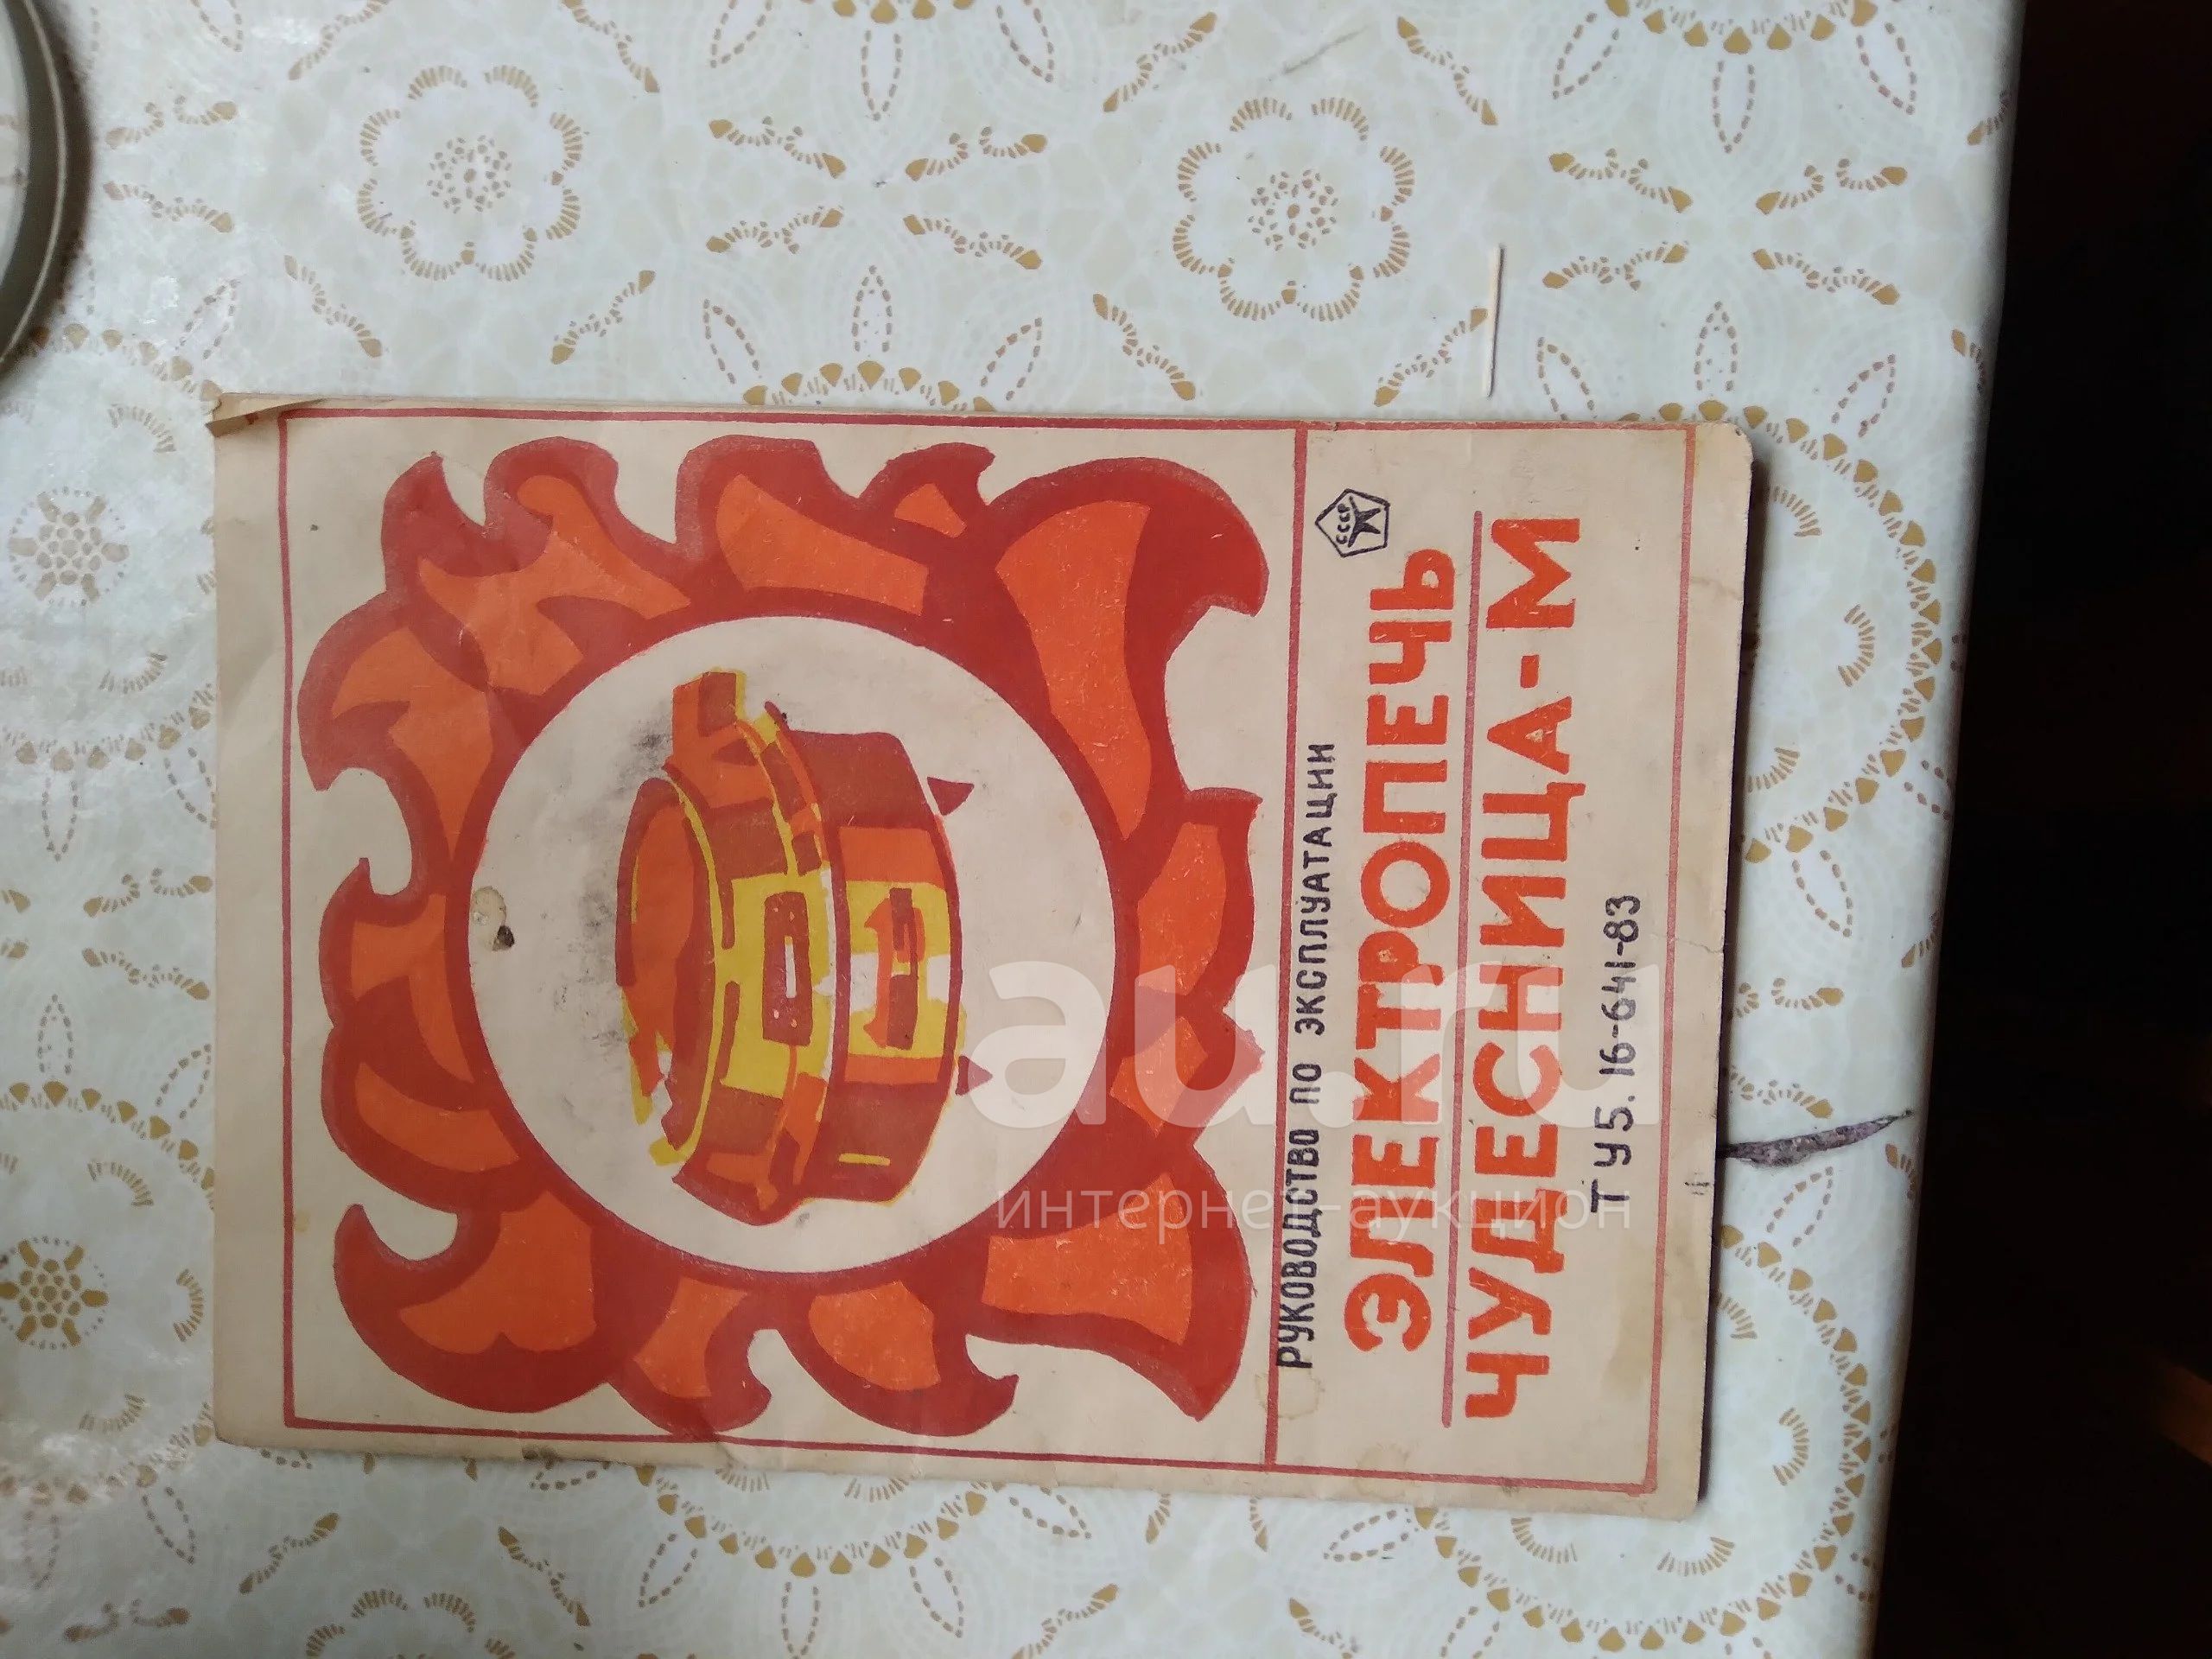 РУКОВОДСТВО ПО ЭКСПЛУАТАЦИИ
СССР
ЭЛЕКТРОПЕЧЬ
ЧУДЕСНИЦА-М
ТУ5.16-641-83
au.ru
интернет-аукцион